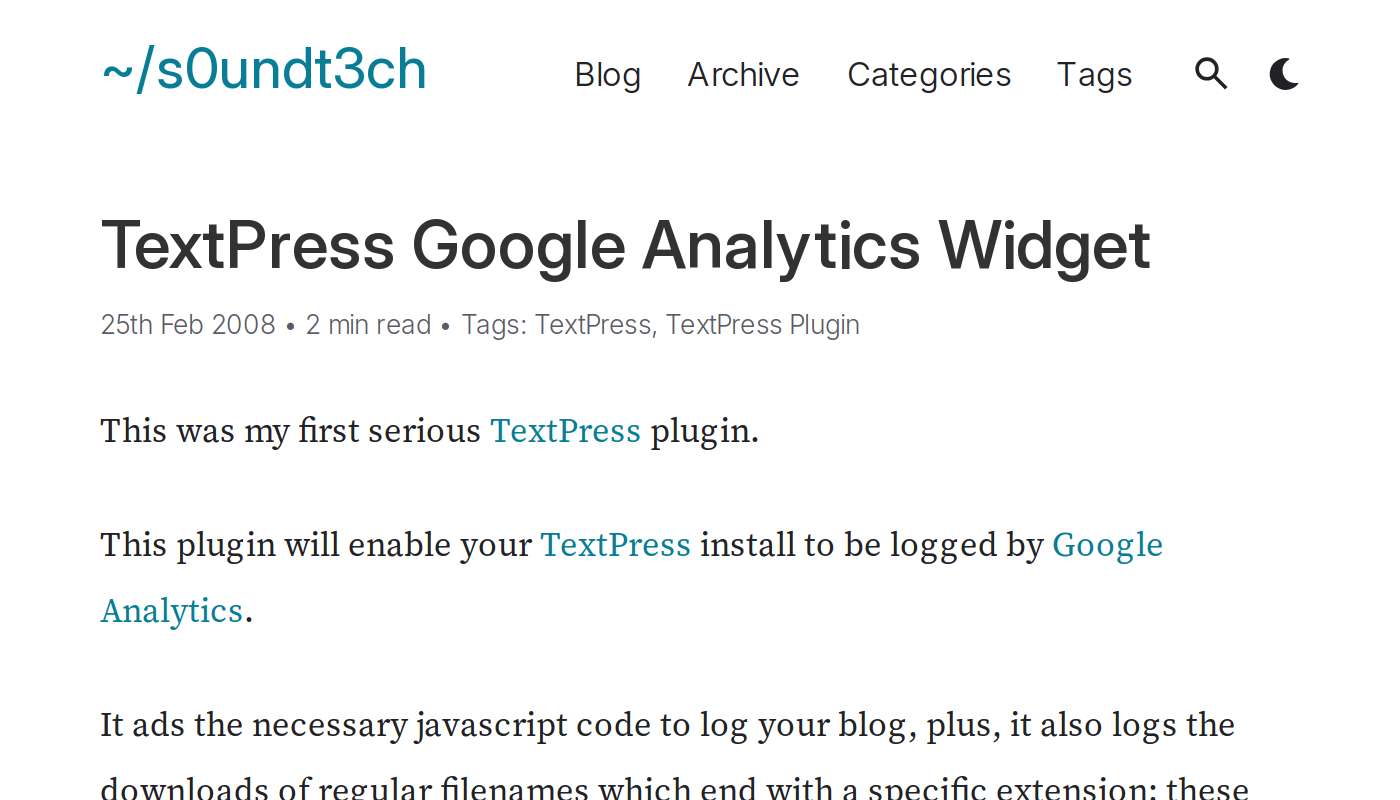 ~/s0undt3ch
Blog Archive Categories Tags
TextPress Google Analytics Widget
25th Feb 2008 • 2 min read • Tags: TextPress, TextPress Plugin
This was my first serious TextPress plugin.
This plugin will enable your TextPress install to be logged by Google
Analytics.
It ads the necessary javascript code to log your blog, plus, it also logs the
downloads of regular filenames which end with a specific extension; these